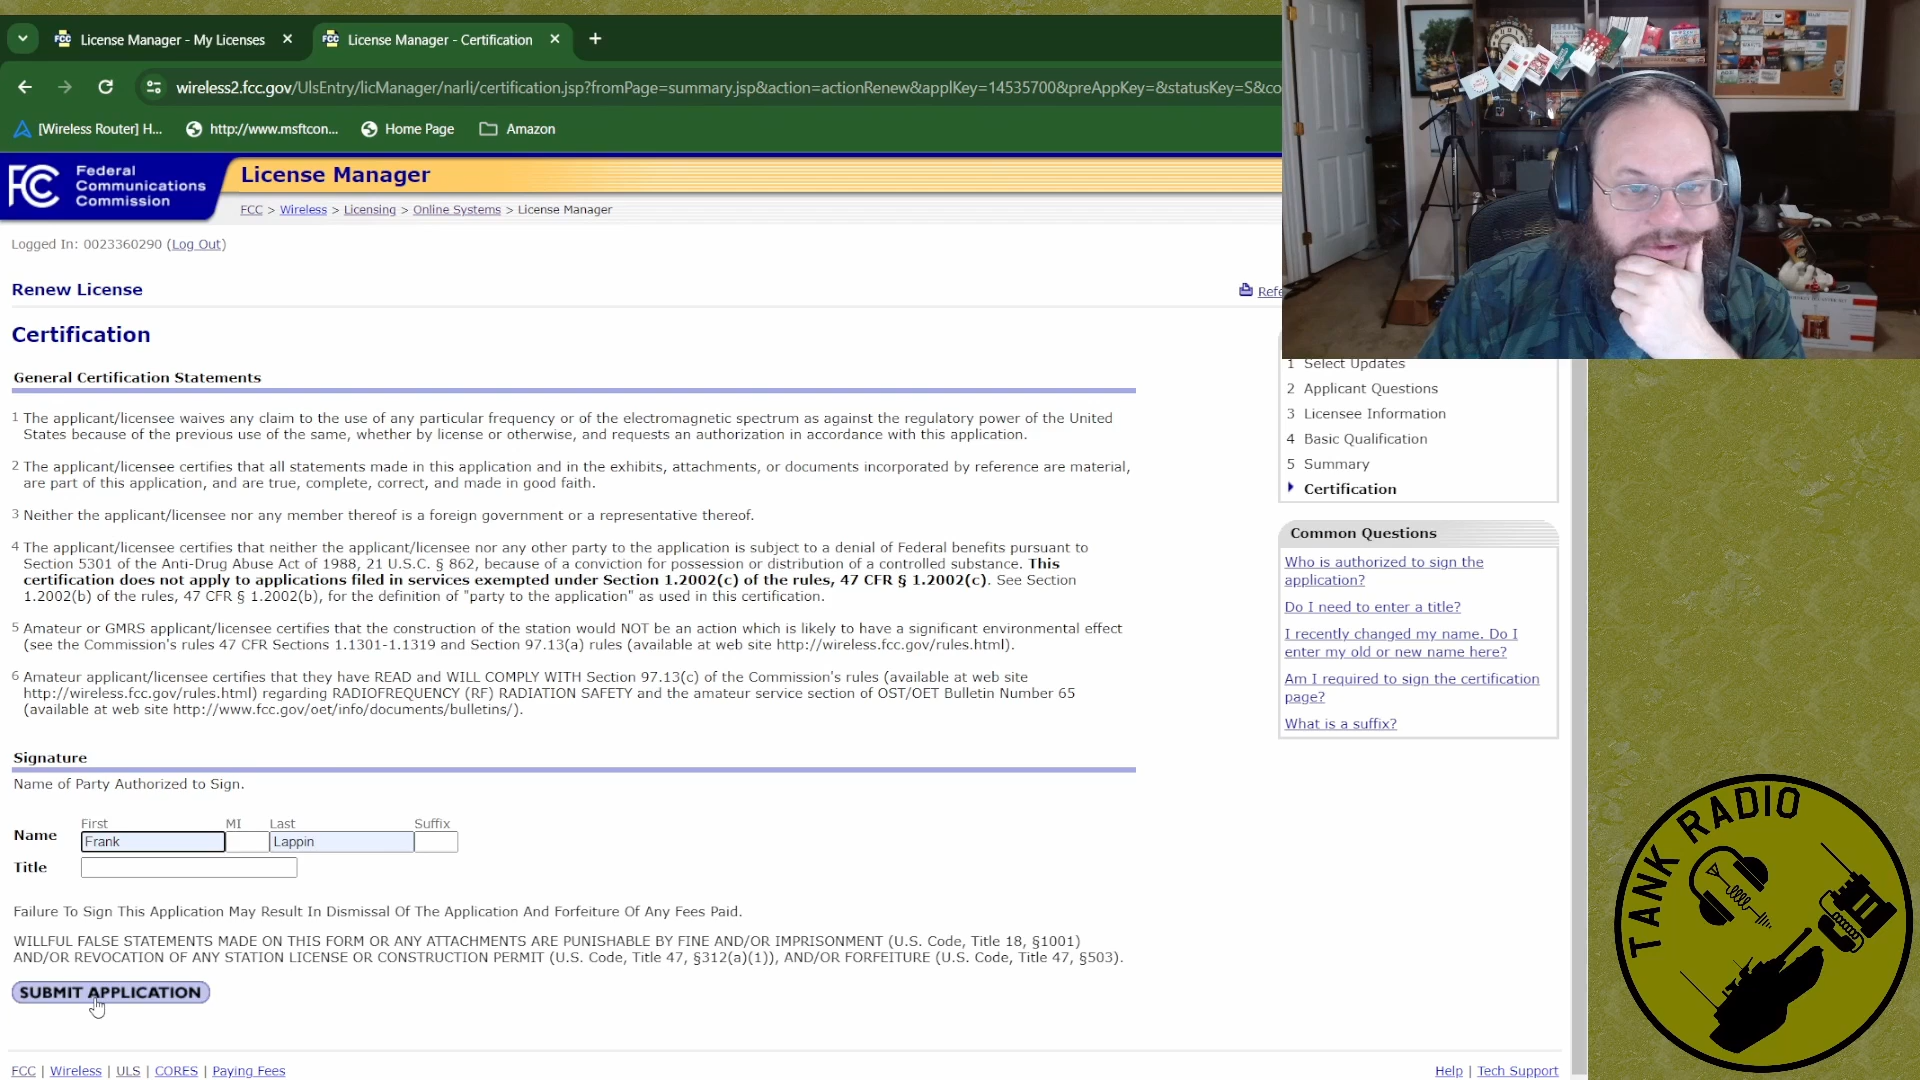 License Manager - My Licenses
License Manager - Certification
wireless2.fcc.gov/UlsEntry/licManager/narli/certification.jsp?fromPage=summary.jsp&action=actionRenew&applKey=14535700&preAppKey=&statusKey=S&co
[Wireless Router] H...
http://www.msftcon...
Home Page
Amazon
FCC
Federal
Communications
Commission
License Manager
FCC > Wireless > Licensing > Online Systems > License Manager
Logged In: 0023360290 (Log Out)
Renew License
Refe
Certification
General Certification Statements
1 The applicant/licensee waives any claim to the use of any particular frequency or of the electromagnetic spectrum as against the regulatory power of the United
States because of the previous use of the same, whether by license or otherwise, and requests an authorization in accordance with this application.
2 The applicant/licensee certifies that all statements made in this application and in the exhibits, attachments, or documents incorporated by reference are material,
are part of this application, and are true, complete, correct, and made in good faith.
3 Neither the applicant/licensee nor any member thereof is a foreign government or a representative thereof.
4 The applicant/licensee certifies that neither the applicant/licensee nor any other party to the application is subject to a denial of Federal benefits pursuant to
Section 5301 of the Anti-Drug Abuse Act of 1988, 21 U.S.C. § 862, because of a conviction for possession or distribution of a controlled substance. This
certification does not apply to applications filed in services exempted under Section 1.2002(c) of the rules, 47 CFR § 1.2002(c). See Section
1.2002(b) of the rules, 47 CFR § 1.2002(b), for the definition of "party to the application" as used in this certification.
5 Amateur or GMRS applicant/licensee certifies that the construction of the station would NOT be an action which is likely to have a significant environmental effect
(see the Commission's rules 47 CFR Sections 1.1301-1.1319 and Section 97.13(a) rules (available at web site http://wireless.fcc.gov/rules.html).
6 Amateur applicant/licensee certifies that they have READ and WILL COMPLY WITH Section 97.13(c) of the Commission's rules (available at web site
http://wireless.fcc.gov/rules.html) regarding RADIOFREQUENCY (RF) RADIATION SAFETY and the amateur service section of OST/OET Bulletin Number 65
(available at web site http://www.fcc.gov/oet/info/documents/bulletins/).
Signature
Name of Party Authorized to Sign.
First MI Last Suffix
Name Frank Lappin
Title
Failure To Sign This Application May Result In Dismissal Of The Application And Forfeiture Of Any Fees Paid.
WILLFUL FALSE STATEMENTS MADE ON THIS FORM OR ANY ATTACHMENTS ARE PUNISHABLE BY FINE AND/OR IMPRISONMENT (U.S. Code, Title 18, §1001)
AND/OR REVOCATION OF ANY STATION LICENSE OR CONSTRUCTION PERMIT (U.S. Code, Title 47, §312(a)(1)), AND/OR FORFEITURE (U.S. Code, Title 47, §503).
SUBMIT APPLICATION
FCC | Wireless | ULS | CORES | Paying Fees
Help | Tech Support
1 Select Updates
2 Applicant Questions
3 Licensee Information
4 Basic Qualification
5 Summary
Certification
Common Questions
Who is authorized to sign the
application?
Do I need to enter a title?
I recently changed my name. Do I
enter my old or new name here?
Am I required to sign the certification
page?
What is a suffix?
TANK RADIO